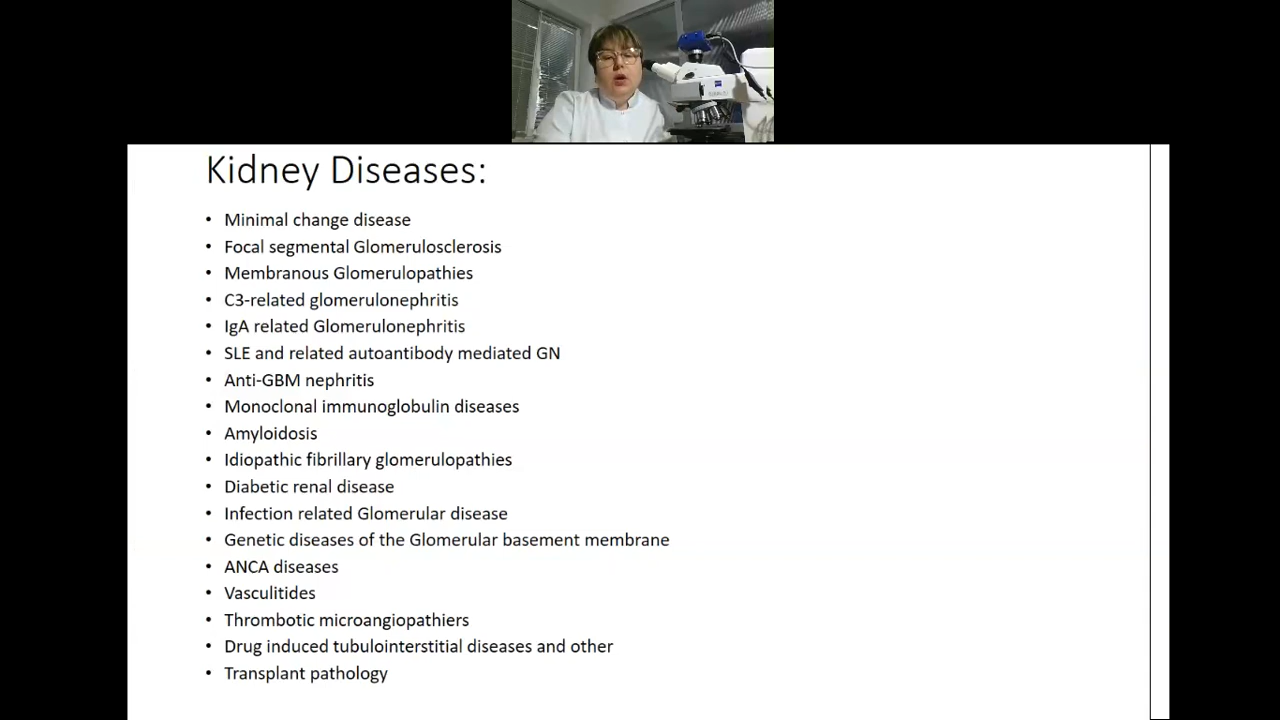 Kidney Diseases:
• Minimal change disease
• Focal segmental Glomerulosclerosis
• Membranous Glomerulopathies
• C3-related glomerulonephritis
• IgA related Glomerulonephritis
• SLE and related autoantibody mediated GN
• Anti-GBM nephritis
• Monoclonal immunoglobulin diseases
• Amyloidosis
• Idiopathic fibrillary glomerulopathies
• Diabetic renal disease
• Infection related Glomerular disease
• Genetic diseases of the Glomerular basement membrane
• ANCA diseases
• Vasculitides
• Thrombotic microangiopathiers
• Drug induced tubulointerstitial diseases and other
• Transplant pathology